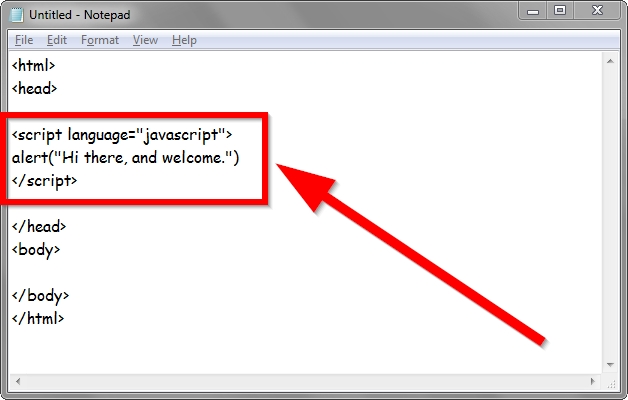 Untitled - Notepad
File Edit Format View Help
<html>
<head>
<script language="javascript">
alert("Hi there, and welcome.")
</script>
</head>
<body>
</body>
</html>